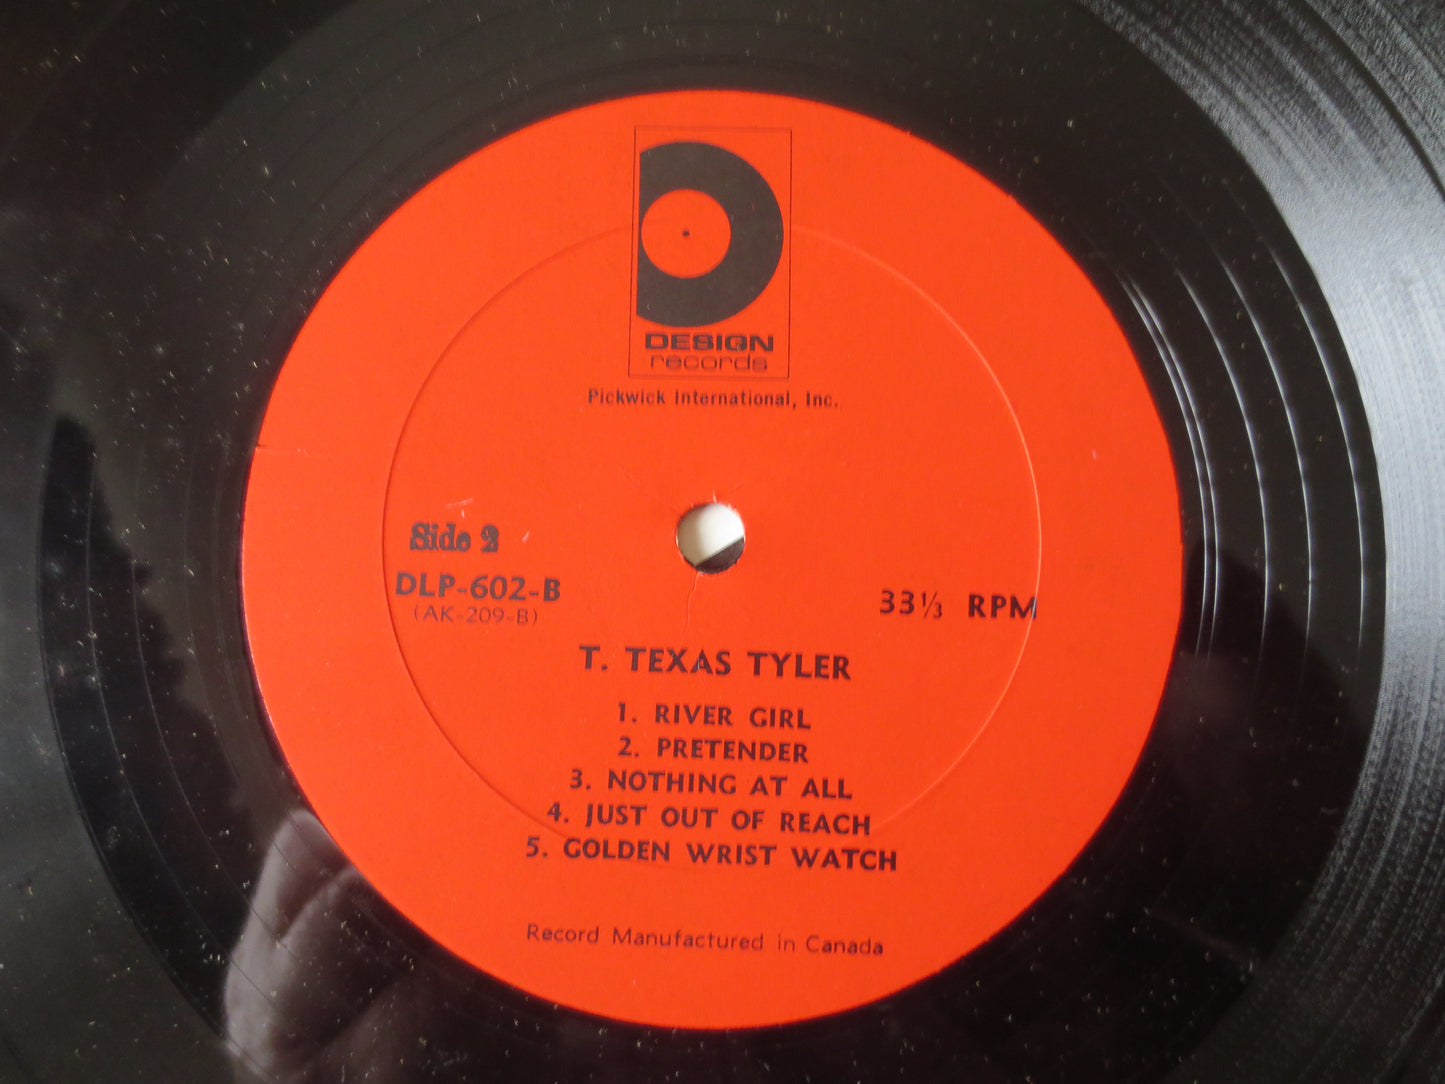 DESIGN
records
Pickwick International, Inc.
Side 2
DLP-602-B
(AK-209-B)
33⅓ RPM
T. TEXAS TYLER
1. RIVER GIRL
2. PRETENDER
3. NOTHING AT ALL
4. JUST OUT OF REACH
5. GOLDEN WRIST WATCH
Record Manufactured in Canada